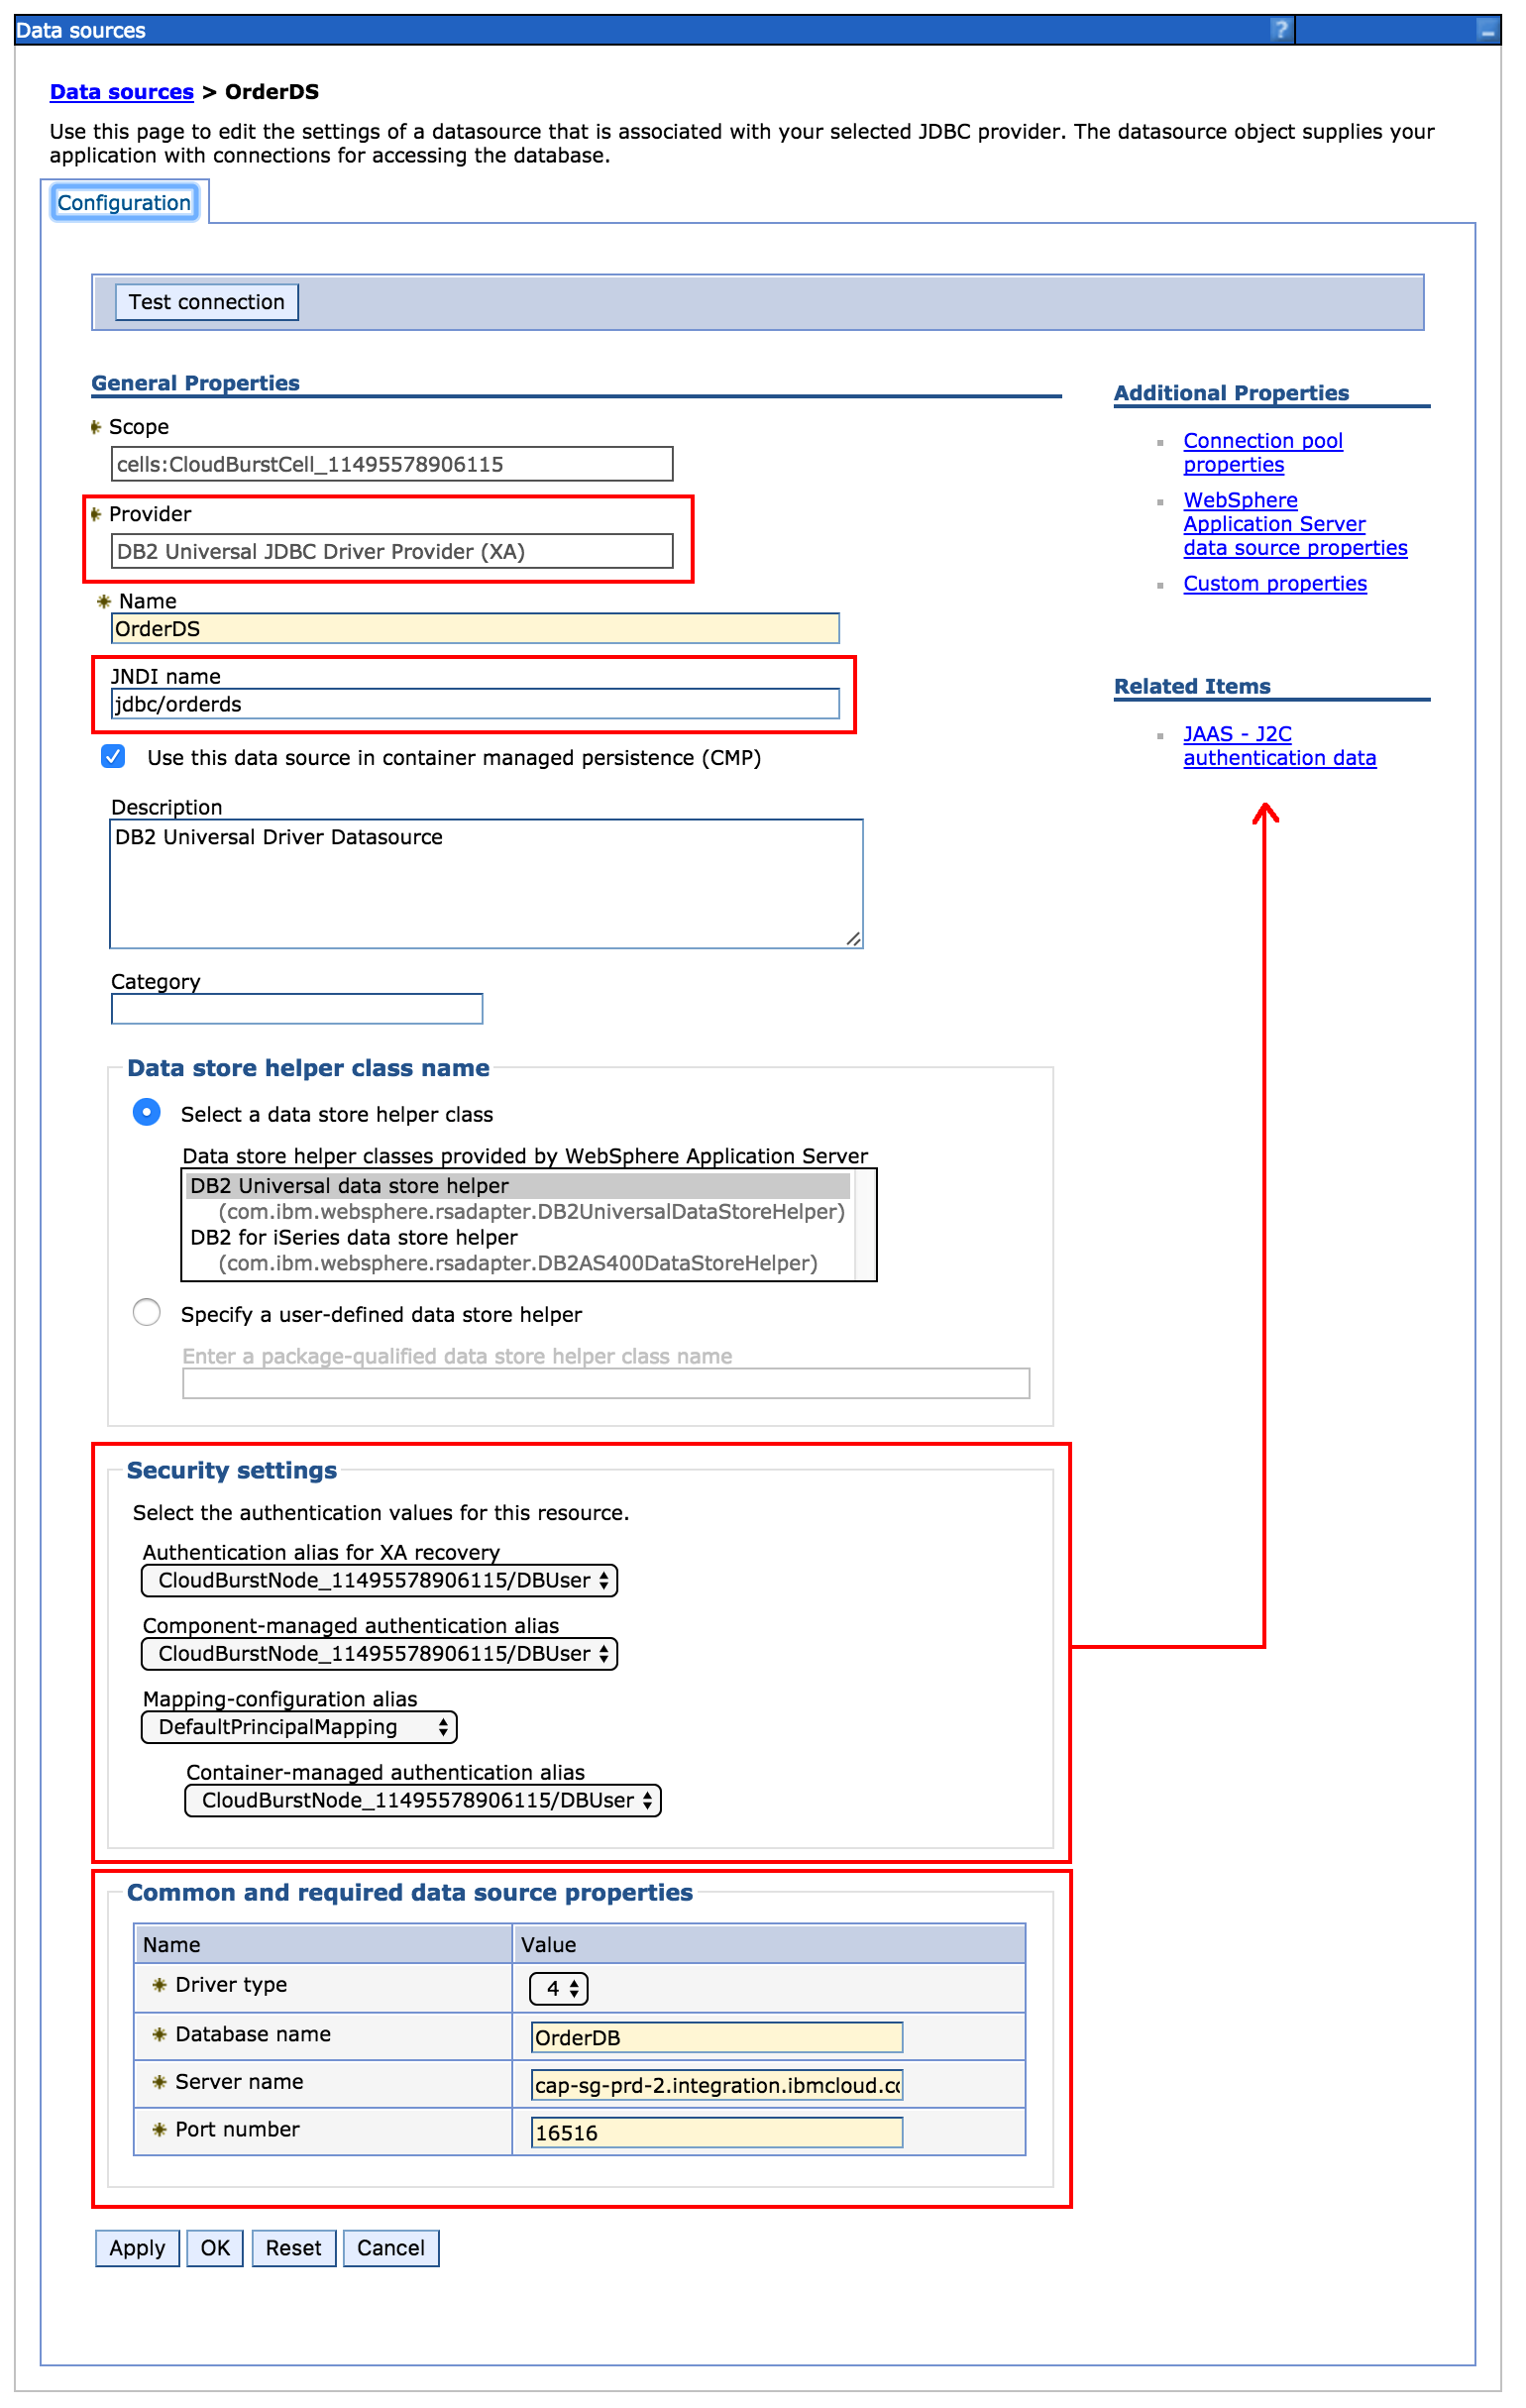 Data sources
?
Data sources > OrderDS
Use this page to edit the settings of a datasource that is associated with your selected JDBC provider. The datasource object supplies your
application with connections for accessing the database.
Configuration
Test connection
General Properties
Scope
cells:CloudBurstCell_11495578906115
Provider
DB2 Universal JDBC Driver Provider (XA)
Name
OrderDS
JNDI name
jdbc/orderds
Use this data source in container managed persistence (CMP)
Description
DB2 Universal Driver Datasource
Category
Data store helper class name
Select a data store helper class
Data store helper classes provided by WebSphere Application Server
DB2 Universal data store helper
(com.ibm.websphere.rsadapter.DB2UniversalDataStoreHelper)
DB2 for iSeries data store helper
(com.ibm.websphere.rsadapter.DB2AS400DataStoreHelper)
Specify a user-defined data store helper
Enter a package-qualified data store helper class name
Security settings
Select the authentication values for this resource.
Authentication alias for XA recovery
CloudBurstNode_11495578906115/DBUser
Component-managed authentication alias
CloudBurstNode_11495578906115/DBUser
Mapping-configuration alias
DefaultPrincipalMapping
Container-managed authentication alias
CloudBurstNode_11495578906115/DBUser
Common and required data source properties
Name Value
Driver type 4
Database name OrderDB
Server name cap-sg-prd-2.integration.ibmcloud.co
Port number 16516
Apply OK Reset Cancel
Additional Properties
Connection pool
properties
WebSphere
Application Server
data source properties
Custom properties
Related Items
JAAS - J2C
authentication data